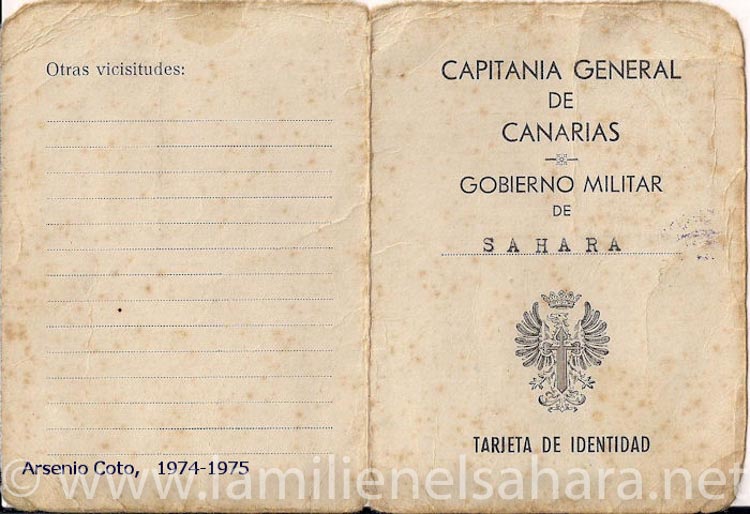 Otras vicisitudes:
CAPITANIA GENERAL
DE
CANARIAS
GOBIERNO MILITAR
DE
SAHARA
TARJETA DE IDENTIDAD
Arsenio Coto, 1974-1975
© www.lamilienelsahara.net